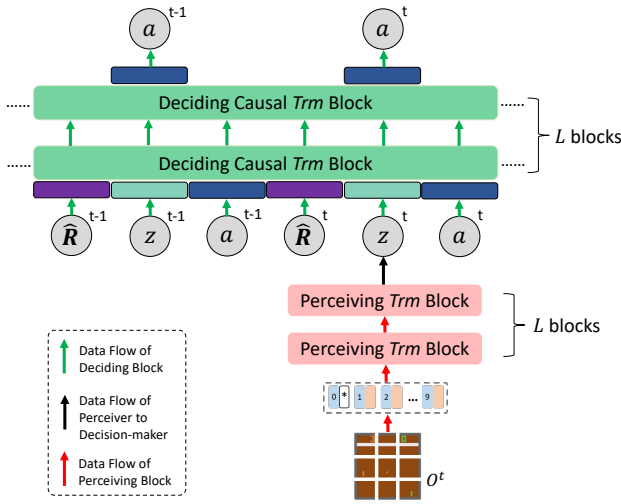 t-1 t
a a
...... Deciding Causal Trm Block ......
L blocks
...... Deciding Causal Trm Block ......
t-1 t-1 t-1 t t t
R̂ z a R̂ z a
Perceiving Trm Block
L blocks
Perceiving Trm Block
0 * 1 2 ... 9
O^t
Data Flow of
Deciding Block
Data Flow of
Perceiver to
Decision-maker
Data Flow of
Perceiving Block